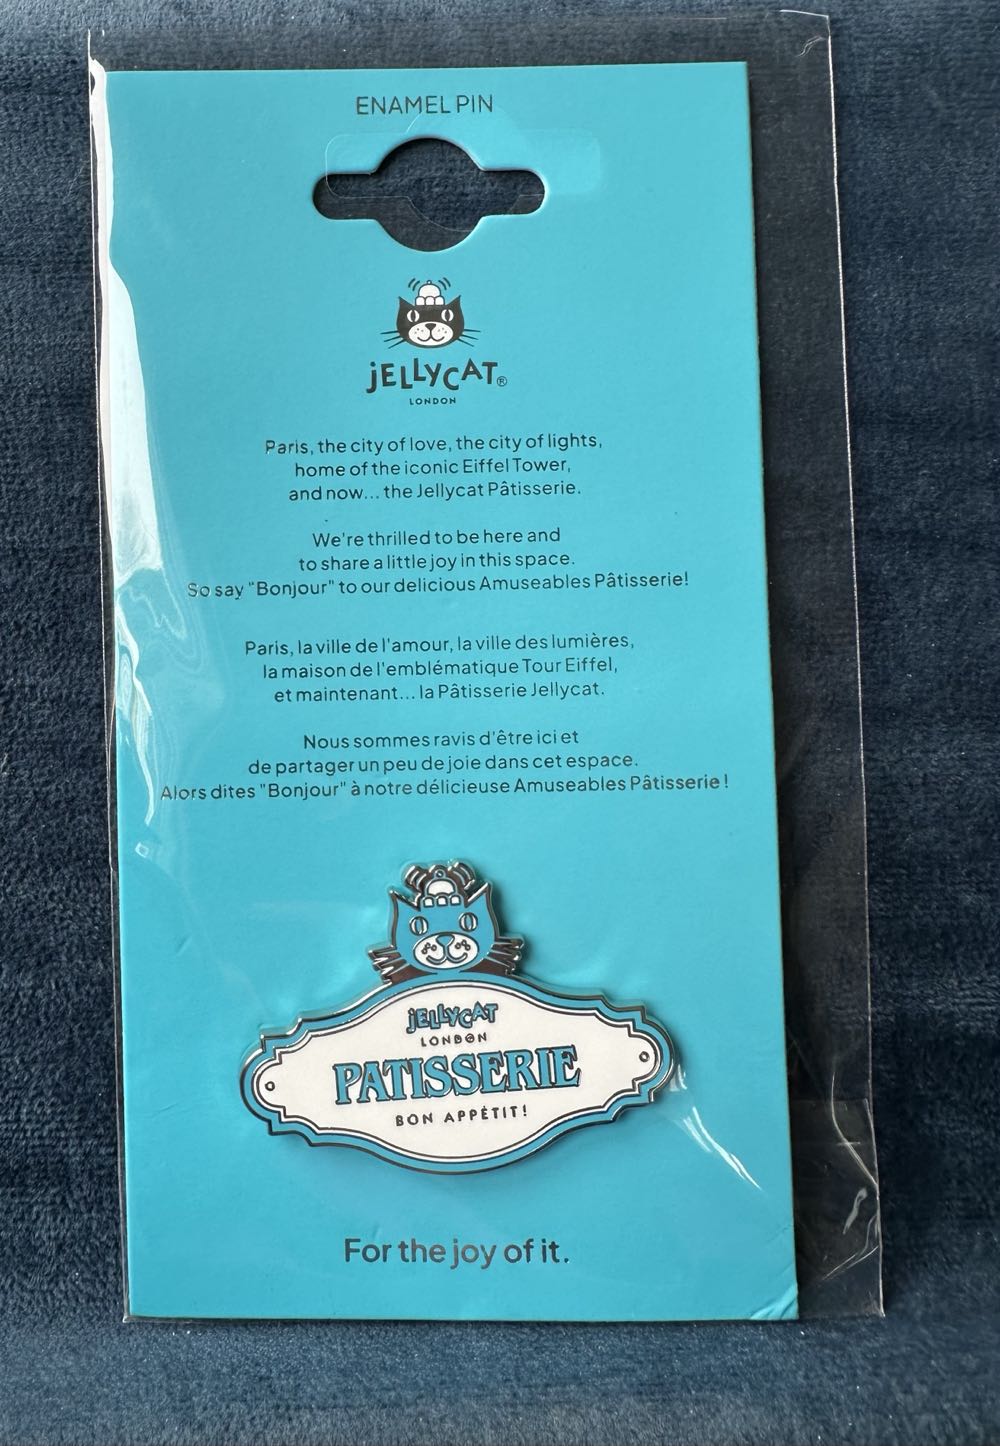 ENAMEL PIN
jELLYCAT®
LONDON
Paris, the city of love, the city of lights,
home of the iconic Eiffel Tower,
and now... the Jellycat Pâtisserie.
We're thrilled to be here and
to share a little joy in this space.
So say "Bonjour" to our delicious Amuseables Pâtisserie!
Paris, la ville de l'amour, la ville des lumières,
la maison de l'emblématique Tour Eiffel,
et maintenant... la Pâtisserie Jellycat.
Nous sommes ravis d'être ici et
de partager un peu de joie dans cet espace.
Alors dites "Bonjour" à notre délicieuse Amuseables Pâtisserie !
jELLYCAT
LONDON
PATISSERIE
BON APPÉTIT!
For the joy of it.